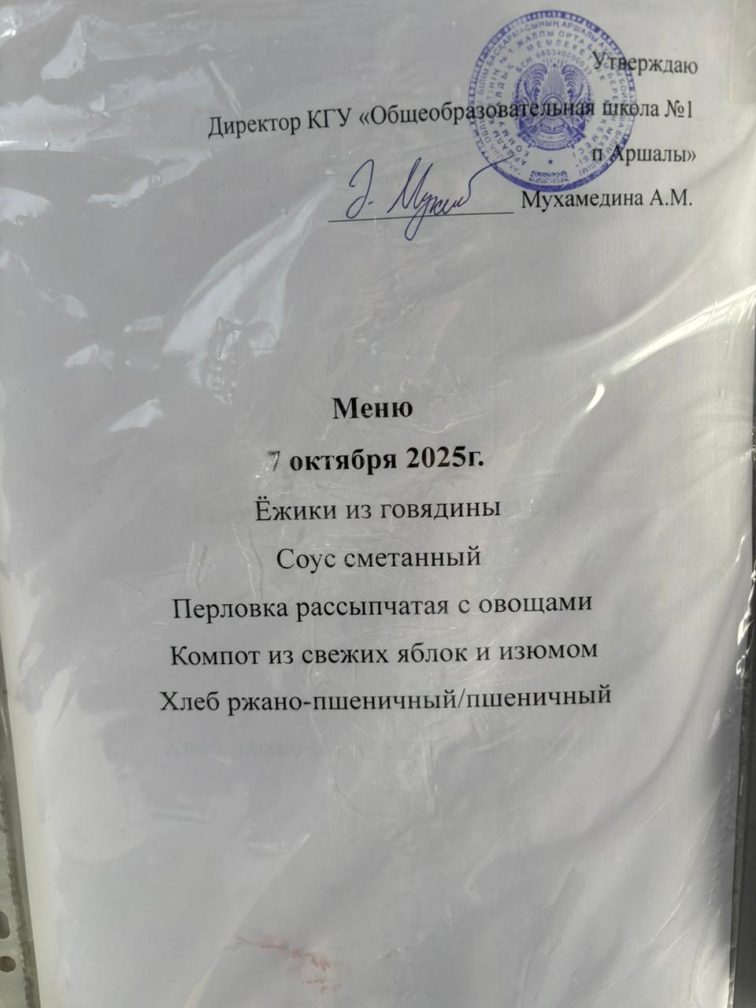 Утверждаю
Директор КГУ «Общеобразовательная школа №1
п Аршалы»
Мухамедина А.М.
Меню
7 октября 2025г.
Ёжики из говядины
Соус сметанный
Перловка рассыпчатая с овощами
Компот из свежих яблок и изюмом
Хлеб ржано-пшеничный/пшеничный